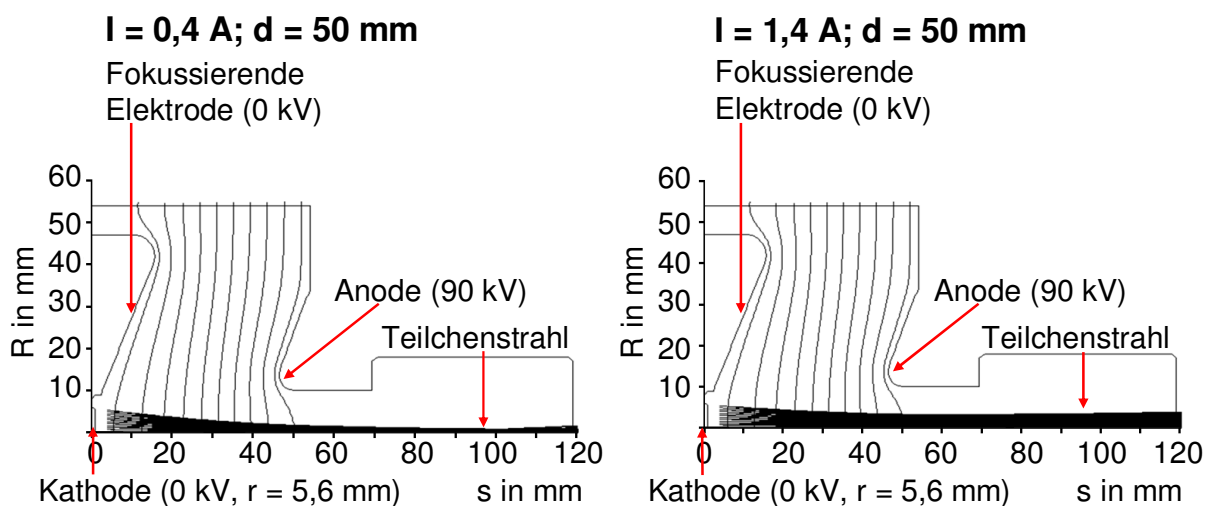 I = 0,4 A; d = 50 mm
Fokussierende
Elektrode (0 kV)
60
50
40
30
20
10
R in mm
Anode (90 kV)
Teilchenstrahl
0 20 40 60 80 100 120
Kathode (0 kV, r = 5,6 mm) s in mm
I = 1,4 A; d = 50 mm
Fokussierende
Elektrode (0 kV)
60
50
40
30
20
10
R in mm
Anode (90 kV)
Teilchenstrahl
0 20 40 60 80 100 120
Kathode (0 kV, r = 5,6 mm) s in mm